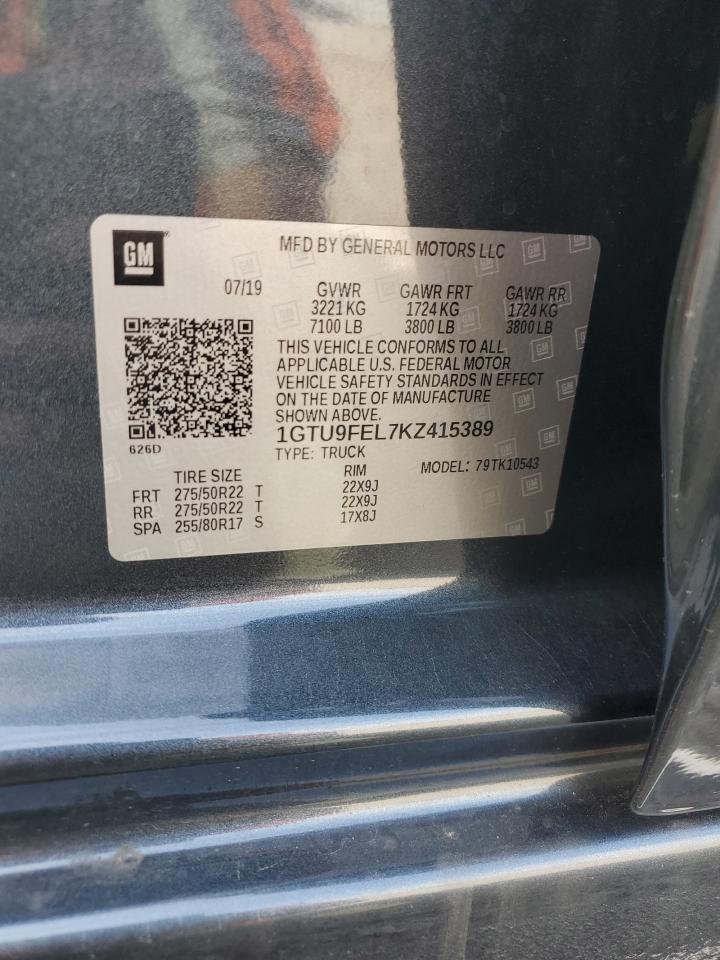 GM
MFD BY GENERAL MOTORS LLC
07/19 GVWR GAWR FRT GAWR RR
3221 KG 1724 KG 1724 KG
7100 LB 3800 LB 3800 LB
THIS VEHICLE CONFORMS TO ALL
APPLICABLE U.S. FEDERAL MOTOR
VEHICLE SAFETY STANDARDS IN EFFECT
ON THE DATE OF MANUFACTURE
SHOWN ABOVE.
1GTU9FEL7KZ415389
626D
TYPE: TRUCK MODEL: 79TK10543
TIRE SIZE RIM
FRT 275/50R22 T 22X9J
RR 275/50R22 T 22X9J
SPA 255/80R17 S 17X8J